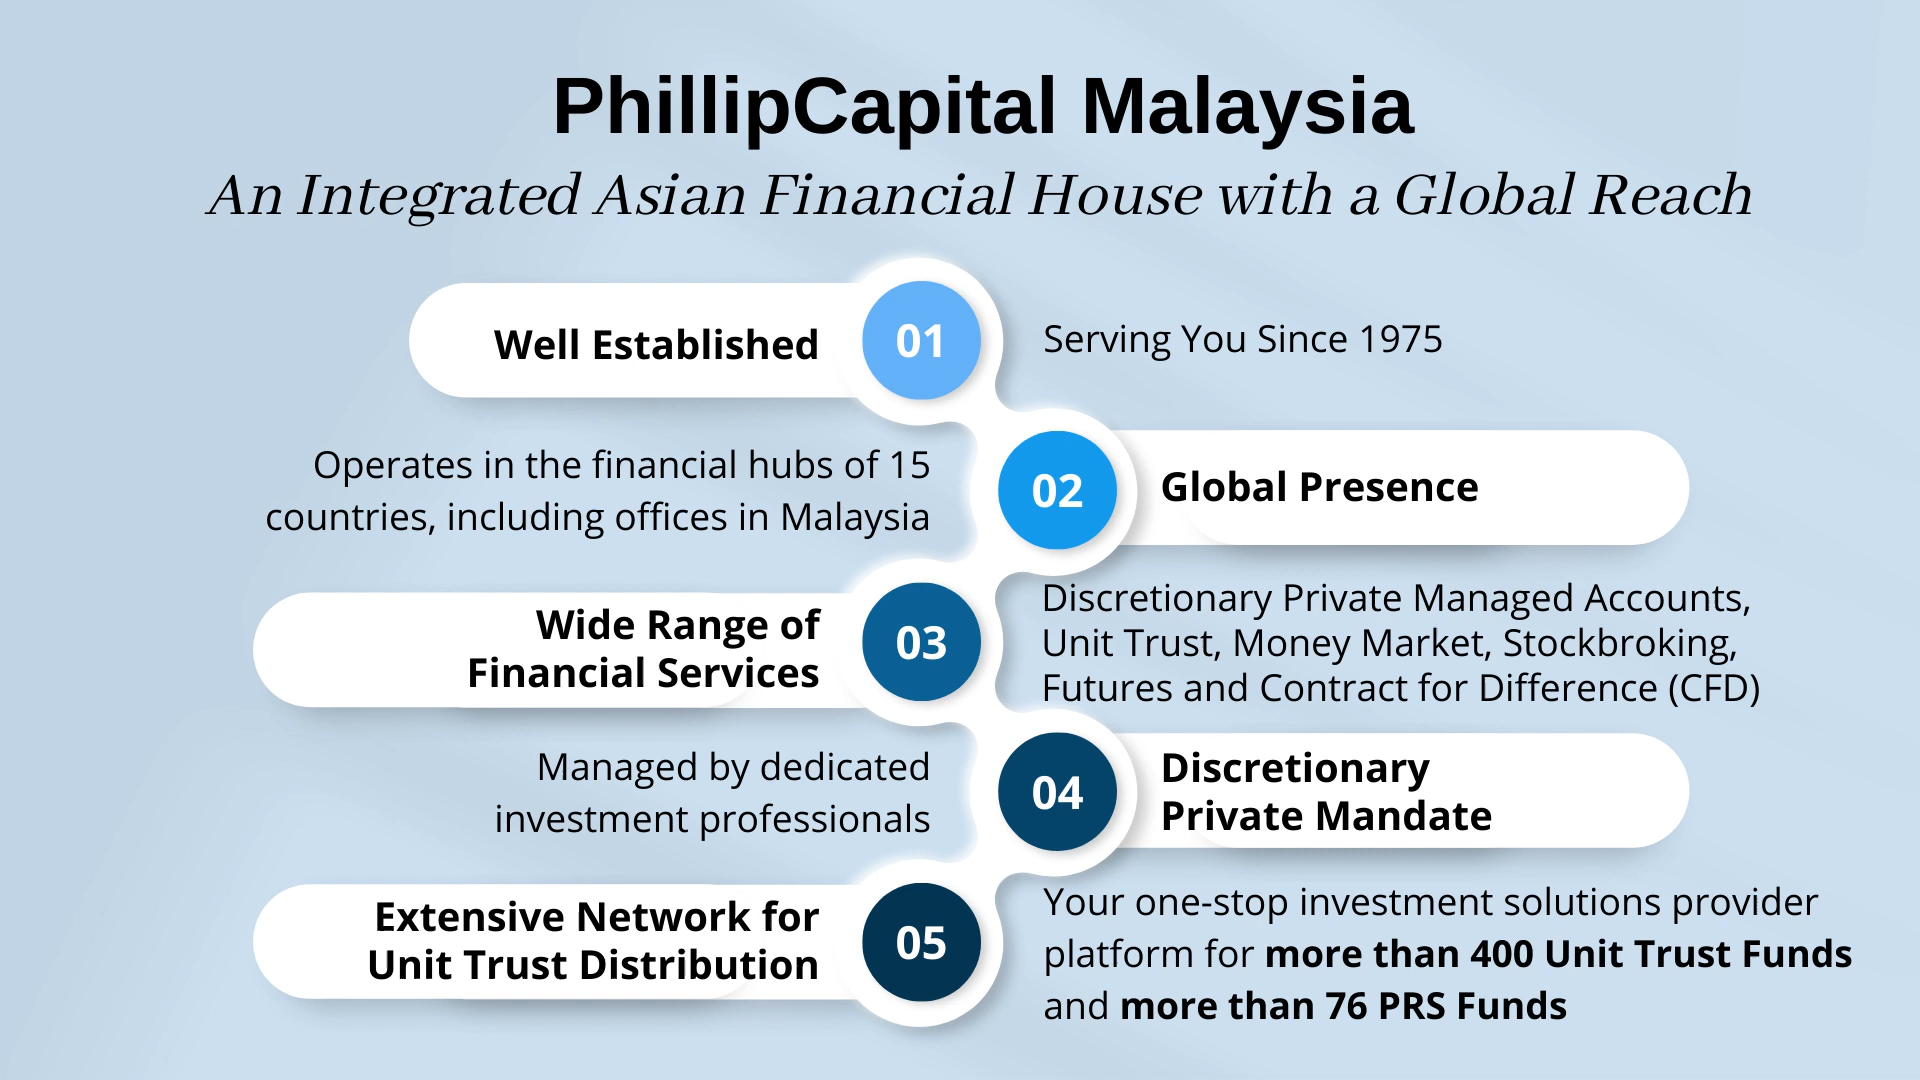 PhillipCapital Malaysia
An Integrated Asian Financial House with a Global Reach
Well Established
01
Serving You Since 1975
Operates in the financial hubs of 15
countries, including offices in Malaysia
02
Global Presence
Wide Range of
Financial Services
03
Discretionary Private Managed Accounts,
Unit Trust, Money Market, Stockbroking,
Futures and Contract for Difference (CFD)
Managed by dedicated
investment professionals
04
Discretionary
Private Mandate
Extensive Network for
Unit Trust Distribution
05
Your one-stop investment solutions provider
platform for more than 400 Unit Trust Funds
and more than 76 PRS Funds